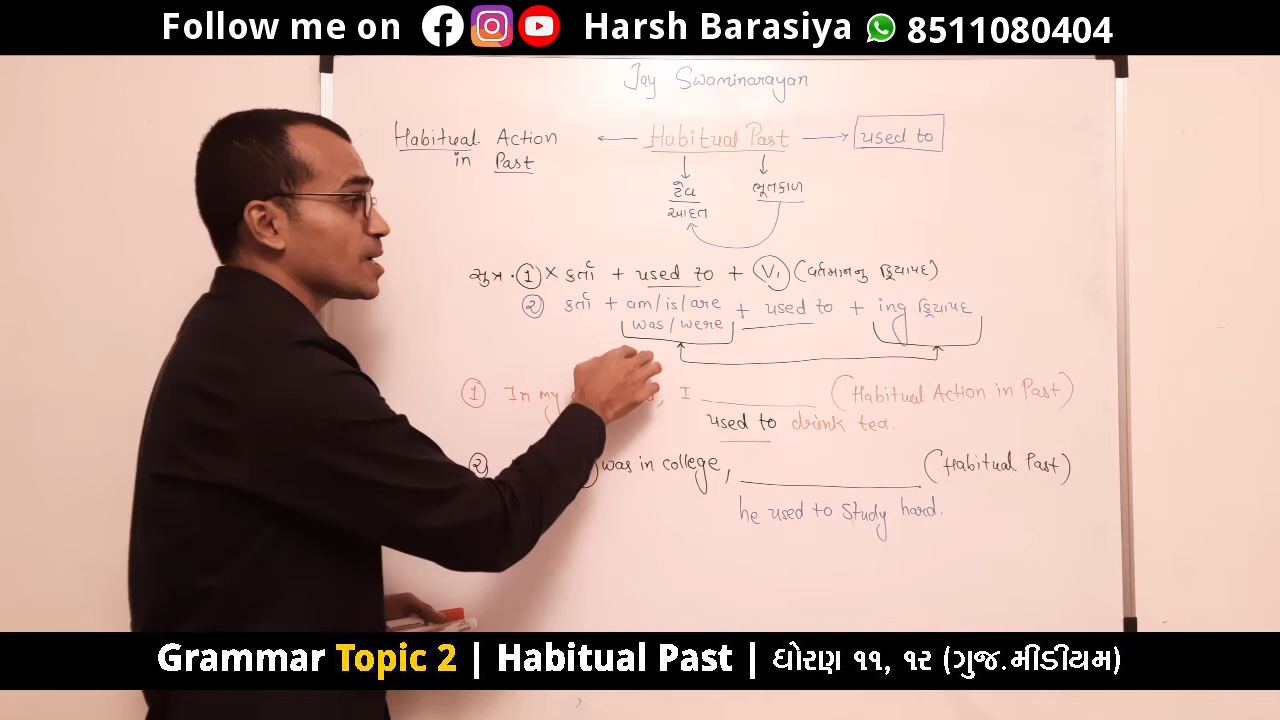 Follow me on Harsh Barasiya 8511080404
Jay Swaminarayan
Habitual Action ← Habitual Past → used to
in Past
ટેવ ભૂતકાળ
આદત
સુત્ર. ① × કર્તા + used to + V₁ (વર્તમાનનુ ક્રિયાપદ)
② કર્તા + am/is/are + used to + ing ક્રિયાપદ
was/were
① In my, I ________ (Habitual Action in Past)
used to drink tea.
② was in college, ________ (Habitual Past)
he used to study hard.
Grammar Topic 2 | Habitual Past | ધોરણ ૧૧, ૧૨ (ગુજ.મીડીયમ)